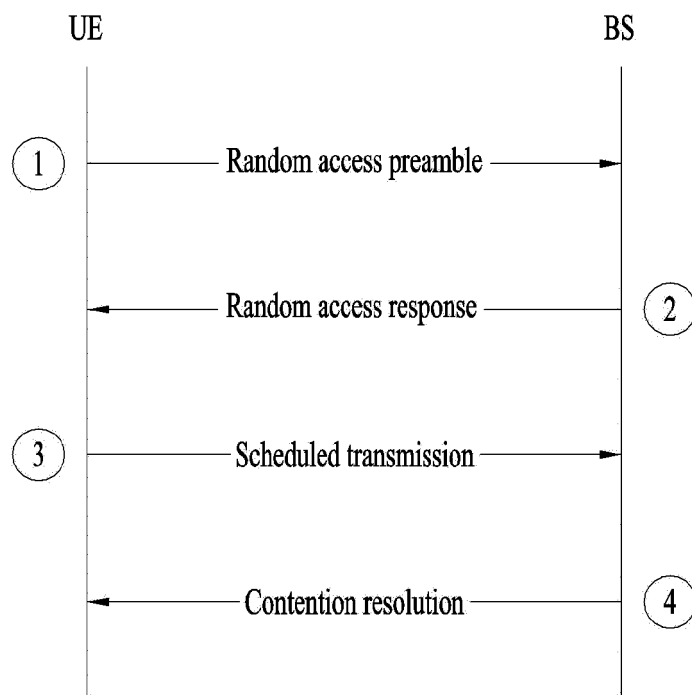 UE
BS
1
Random access preamble
Random access response
2
3
Scheduled transmission
Contention resolution
4